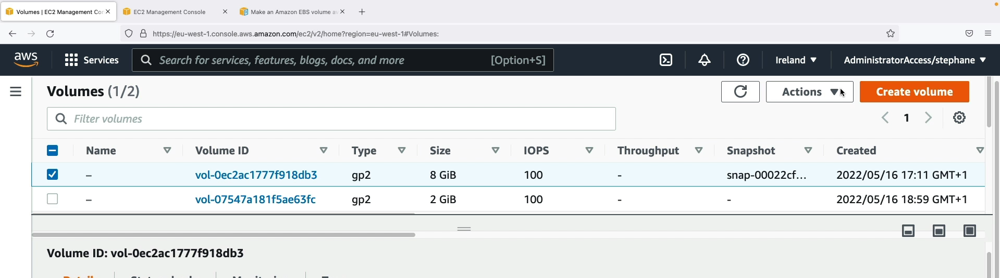 Volumes | EC2 Management Con
EC2 Management Console
Make an Amazon EBS volume av
https://eu-west-1.console.aws.amazon.com/ec2/v2/home?region=eu-west-1#Volumes:
aws
Services
Search for services, features, blogs, docs, and more
[Option+S]
Ireland ▼
AdministratorAccess/stephane ▼
Volumes (1/2)
Actions ▼
Create volume
Filter volumes
1
Name Volume ID Type Size IOPS Throughput Snapshot Created
– vol-0ec2ac1777f918db3 gp2 8 GiB 100 - snap-00022cf... 2022/05/16 17:11 GMT+1
– vol-07547a181f5ae63fc gp2 2 GiB 100 - - 2022/05/16 18:59 GMT+1
Volume ID: vol-0ec2ac1777f918db3